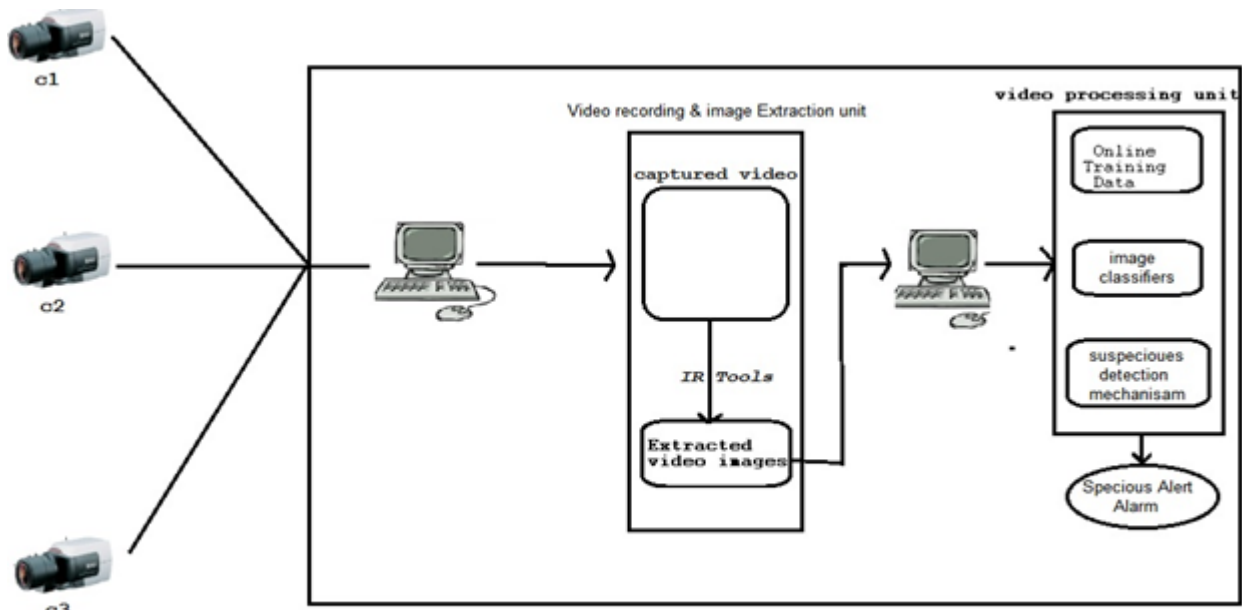 c1
c2
c3
Video recording & image Extraction unit
captured video
IR Tools
Extracted
video images
video processing unit
Online
Training
Data
image
classifiers
suspecioues
detection
mechanisam
Specious Alert
Alarm